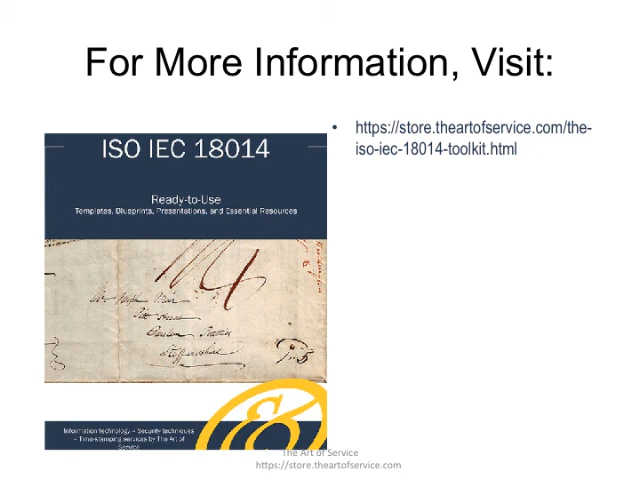 For More Information, Visit:
• https://store.theartofservice.com/the-
iso-iec-18014-toolkit.html
ISO IEC 18014
Ready-to-Use
Templates, Blueprints, Presentations, and Essential Resources
Staffordshire
Information technology – Security techniques
– Time-stamping services by The Art of
Service
The Art of Service
https://store.theartofservice.com